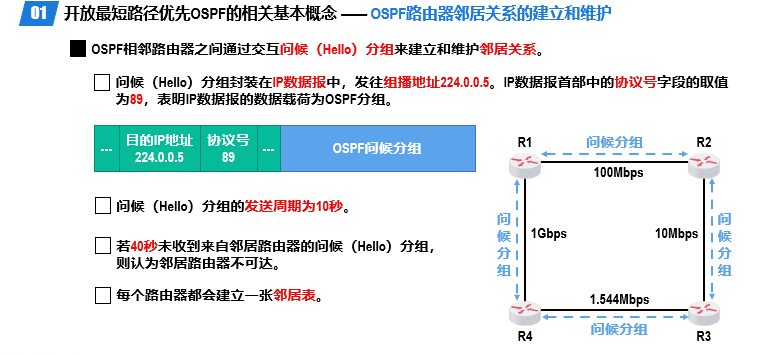 01 开放最短路径优先OSPF的相关基本概念 —— OSPF路由器邻居关系的建立和维护
OSPF相邻路由器之间通过交互问候（Hello）分组来建立和维护邻居关系。
问候（Hello）分组封装在IP数据报中，发往组播地址224.0.0.5。IP数据报首部中的协议号字段的取值
为89，表明IP数据报的数据载荷为OSPF分组。
... 目的IP地址 协议号 ... OSPF问候分组
224.0.0.5 89
问候（Hello）分组的发送周期为10秒。
若40秒未收到来自邻居路由器的问候（Hello）分组，
则认为邻居路由器不可达。
每个路由器都会建立一张邻居表。
R1 问候分组 R2
100Mbps
问候分组 1Gbps 10Mbps 问候分组
1.544Mbps
R4 问候分组 R3